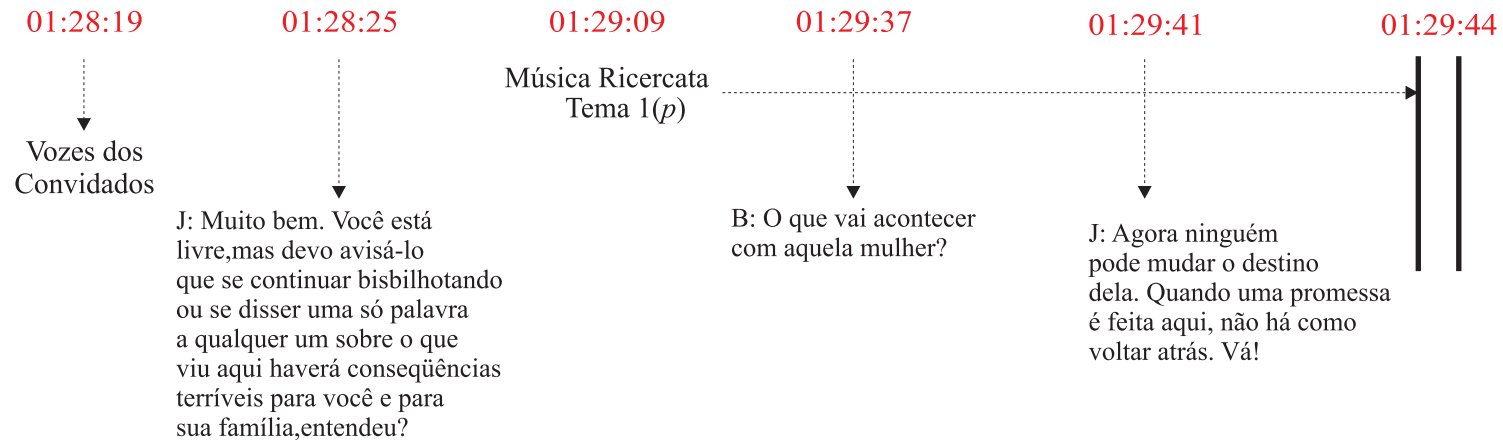 01:28:19
01:28:25
01:29:09
01:29:37
01:29:41
01:29:44
Música Ricercata
Tema 1(p)
Vozes dos
Convidados
J: Muito bem. Você está
livre,mas devo avisá-lo
que se continuar bisbilhotando
ou se disser uma só palavra
a qualquer um sobre o que
viu aqui haverá conseqüências
terríveis para você e para
sua família,entendeu?
B: O que vai acontecer
com aquela mulher?
J: Agora ninguém
pode mudar o destino
dela. Quando uma promessa
é feita aqui, não há como
voltar atrás. Vá!